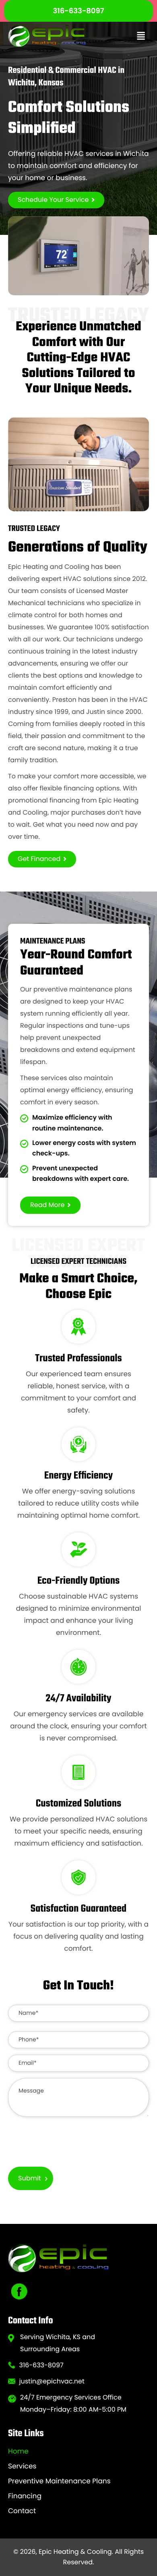 316-633-8097
epic
heating & cooling
Residential & Commercial HVAC in
Wichita, Kansas
Comfort Solutions
Simplified
Offering reliable HVAC services in Wichita
to maintain comfort and efficiency for
your home or business.
Schedule Your Service
72
TRUSTED LEGACY
Experience Unmatched
Comfort with Our
Cutting-Edge HVAC
Solutions Tailored to
Your Unique Needs.
TRUSTED LEGACY
Generations of Quality
Epic Heating and Cooling has been
delivering expert HVAC solutions since 2012.
Our team consists of Licensed Master
Mechanical technicians who specialize in
climate control for both homes and
businesses. We guarantee 100% satisfaction
with all our work. Our technicians undergo
continuous training in the latest industry
advancements, ensuring we offer our
clients the best options and knowledge to
maintain comfort efficiently and
conveniently. Preston has been in the HVAC
industry since 1999, and Justin since 2000.
Coming from families deeply rooted in this
field, their passion and commitment to the
craft are second nature, making it a true
family tradition.
To make your comfort more accessible, we
also offer flexible financing options. With
promotional financing from Epic Heating
and Cooling, major purchases don't have
to wait. Get what you need now and pay
over time.
Get Financed
MAINTENANCE PLANS
Year-Round Comfort
Guaranteed
Our preventive maintenance plans
are designed to keep your HVAC
system running efficiently all year.
Regular inspections and tune-ups
help prevent unexpected
breakdowns and extend equipment
lifespan.
These services also maintain
optimal energy efficiency, ensuring
comfort in every season.
Maximize efficiency with
routine maintenance.
Lower energy costs with system
check-ups.
Prevent unexpected
breakdowns with expert care.
Read More
LICENSED EXPERT
LICENSED EXPERT TECHNICIANS
Make a Smart Choice,
Choose Epic
Trusted Professionals
Our experienced team ensures
reliable, honest service, with a
commitment to your comfort and
safety.
Energy Efficiency
We offer energy-saving solutions
tailored to reduce utility costs while
maintaining optimal home comfort.
Eco-Friendly Options
Choose sustainable HVAC systems
designed to minimize environmental
impact and enhance your living
environment.
24/7 Availability
Our emergency services are available
around the clock, ensuring your comfort
is never compromised.
Customized Solutions
We provide personalized HVAC solutions
to meet your specific needs, ensuring
maximum efficiency and satisfaction.
Satisfaction Guaranteed
Your satisfaction is our top priority, with a
focus on delivering quality and lasting
comfort.
Get In Touch!
Name*
Phone*
Email*
Message
Submit
epic
heating & cooling
Contact Info
Serving Wichita, KS and
Surrounding Areas
316-633-8097
justin@epichvac.net
24/7 Emergency Services Office
Monday-Friday: 8:00 AM-5:00 PM
Site Links
Home
Services
Preventive Maintenance Plans
Financing
Contact
© 2026, Epic Heating & Cooling. All Rights
Reserved.